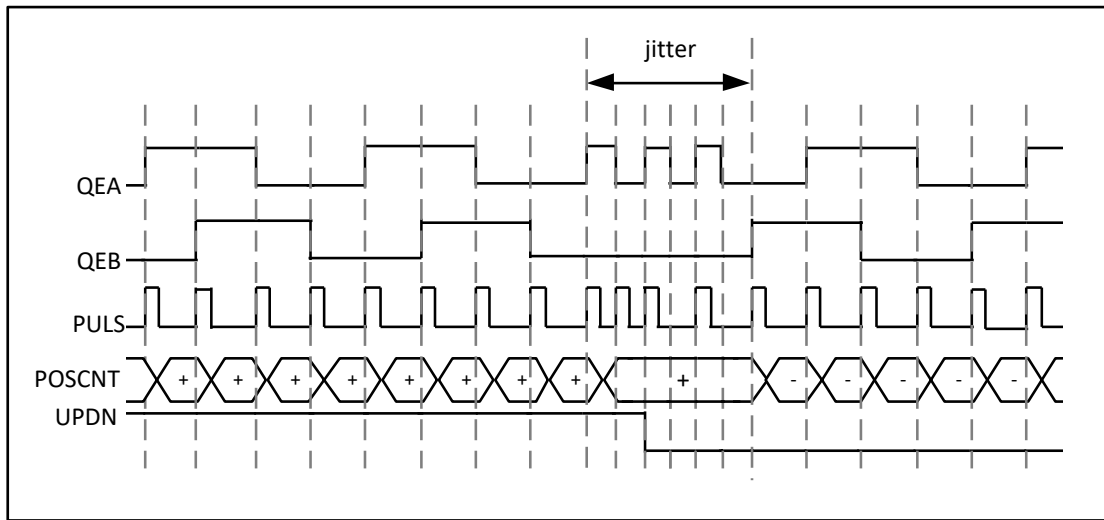 jitter
QEA
QEB
PULS
POSCNT + + + + + + + + + - - - - -
UPDN